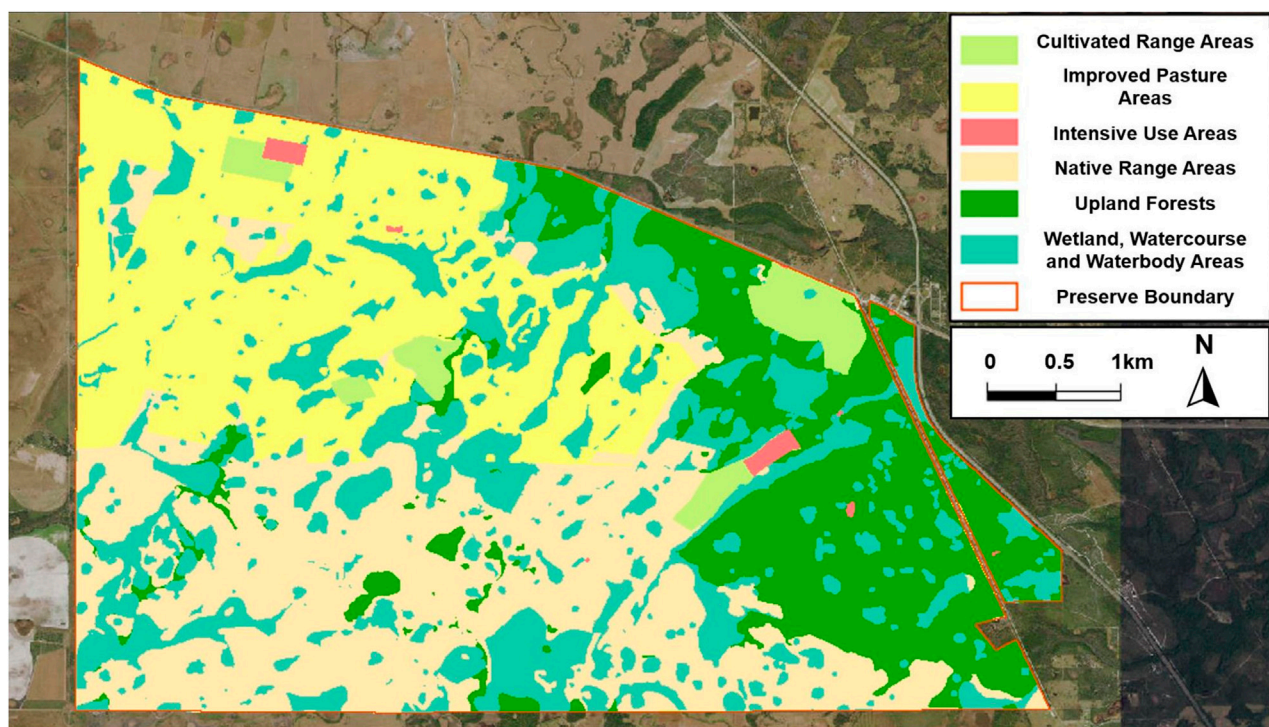 Cultivated Range Areas
Improved Pasture
Areas
Intensive Use Areas
Native Range Areas
Upland Forests
Wetland, Watercourse
and Waterbody Areas
Preserve Boundary
0 0.5 1km
N